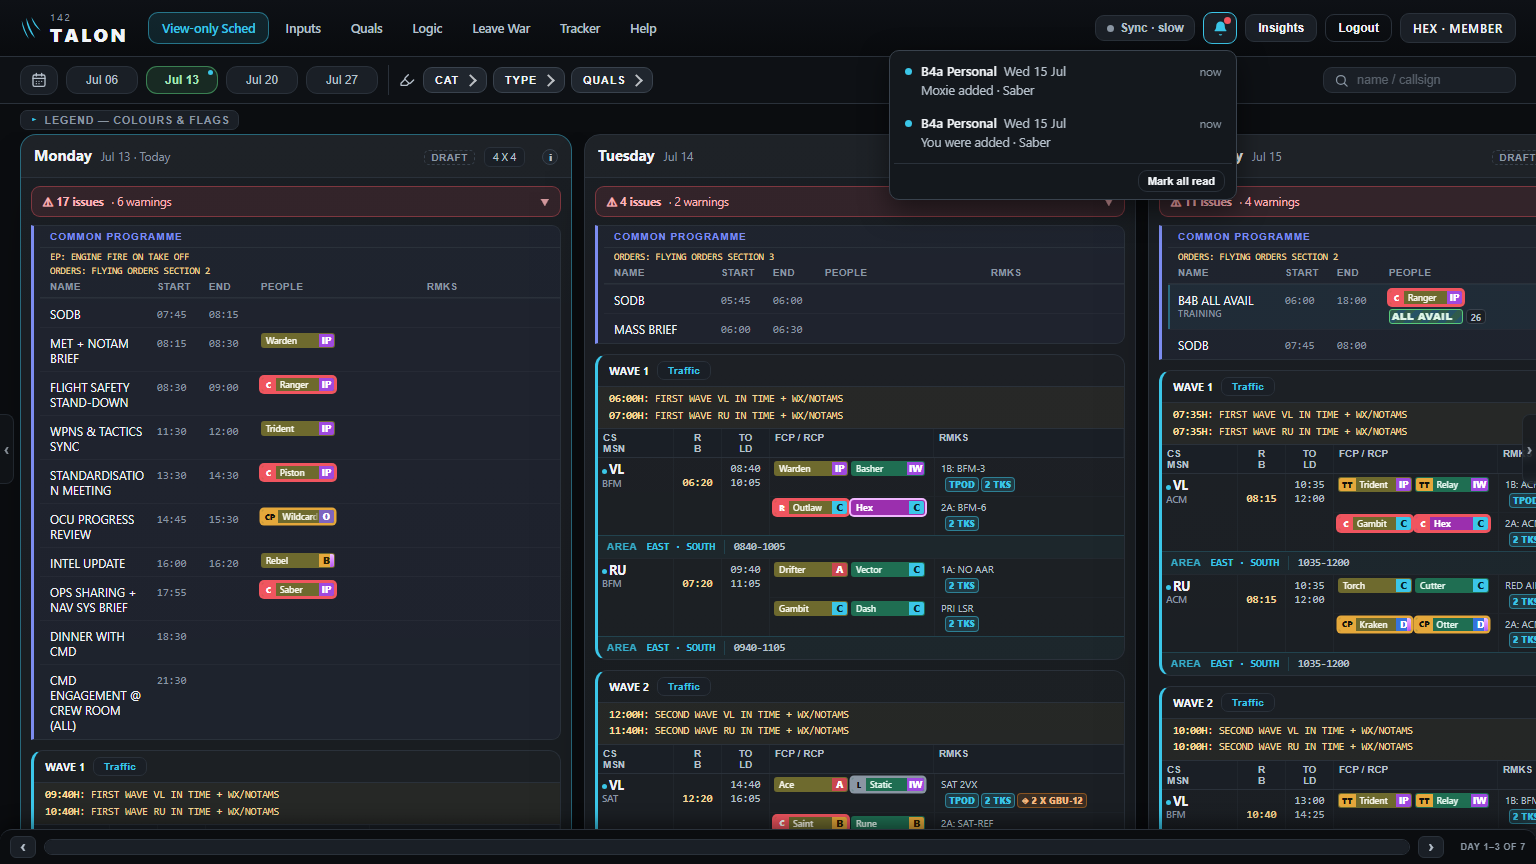 142
TALON
View-only Sched
Inputs
Quals
Logic
Leave War
Tracker
Help
Sync · slow
Insights
Logout
HEX · MEMBER
Jul 06
Jul 13
Jul 20
Jul 27
CAT
TYPE
QUALS
name / callsign
B4a Personal Wed 15 Jul now
Moxie added · Saber
B4a Personal Wed 15 Jul now
You were added · Saber
Mark all read
LEGEND — COLOURS & FLAGS
Monday Jul 13 · Today DRAFT 4 X 4 i
17 issues · 6 warnings
COMMON PROGRAMME
EP: ENGINE FIRE ON TAKE OFF
ORDERS: FLYING ORDERS SECTION 2
NAME START END PEOPLE RMKS
SODB 07:45 08:15
MET + NOTAM 08:15 08:30 Warden IP
BRIEF
FLIGHT SAFETY 08:30 09:00 C Ranger IP
STAND-DOWN
WPNS & TACTICS 11:30 12:00 Trident IP
SYNC
STANDARDISATIO 13:30 14:30 C Piston IP
N MEETING
OCU PROGRESS 14:45 15:30 CP Wildcard O
REVIEW
INTEL UPDATE 16:00 16:20 Rebel B
OPS SHARING + 17:55 C Saber IP
NAV SYS BRIEF
DINNER WITH 18:30
CMD
CMD 21:30
ENGAGEMENT @
CREW ROOM
(ALL)
WAVE 1 Traffic
09:40H: FIRST WAVE VL IN TIME + WX/NOTAMS
10:40H: FIRST WAVE RU IN TIME + WX/NOTAMS
Tuesday Jul 14
4 issues · 2 warnings
COMMON PROGRAMME
ORDERS: FLYING ORDERS SECTION 3
NAME START END PEOPLE RMKS
SODB 05:45 06:00
MASS BRIEF 06:00 06:30
WAVE 1 Traffic
06:00H: FIRST WAVE VL IN TIME + WX/NOTAMS
07:00H: FIRST WAVE RU IN TIME + WX/NOTAMS
CS R TO FCP / RCP RMKS
MSN B LD
VL 08:40 Warden IP Basher IW 1B: BFM-3
BFM 06:20 10:05 TPOD 2 TKS
R Outlaw C Hex C 2A: BFM-6
2 TKS
AREA EAST · SOUTH 0840-1005
RU 09:40 Drifter A Vector C 1A: NO AAR
BFM 07:20 11:05 2 TKS
Gambit C Dash C PRI LSR
2 TKS
AREA EAST · SOUTH 0940-1105
WAVE 2 Traffic
12:00H: SECOND WAVE VL IN TIME + WX/NOTAMS
11:40H: SECOND WAVE RU IN TIME + WX/NOTAMS
CS R TO FCP / RCP RMKS
MSN B LD
VL 14:40 Ace A L Static IW SAT 2VX
SAT 12:20 16:05 TPOD 2 TKS 2 X GBU-12
C Saint B Rune B 2A: SAT-REF
y Jul 15 DRAFT
11 issues · 4 warnings
COMMON PROGRAMME
ORDERS: FLYING ORDERS SECTION 2
NAME START END PEOPLE
B4B ALL AVAIL 06:00 18:00 C Ranger IP
TRAINING ALL AVAIL 26
SODB 07:45 08:00
WAVE 1 Traffic
07:35H: FIRST WAVE VL IN TIME + WX/NOTAMS
07:35H: FIRST WAVE RU IN TIME + WX/NOTAMS
CS R TO FCP / RCP RMK
MSN B LD
VL 10:35 TT Trident IP TT Relay IW 1B: AC
ACM 08:15 12:00 TPO
C Gambit C C Hex C 2A: AC
2 TK
AREA EAST · SOUTH 1035-1200
RU 10:35 Torch C Cutter C RED AI
ACM 08:15 12:00 2 TK
CP Kraken D CP Otter D 2A: AC
2 TK
AREA EAST · SOUTH 1035-1200
WAVE 2 Traffic
10:00H: SECOND WAVE VL IN TIME + WX/NOTAMS
10:00H: SECOND WAVE RU IN TIME + WX/NOTAMS
CS R TO FCP / RCP RMKS
MSN B LD
VL 13:00 TT Trident IP TT Relay IW 1B: BF
BFM 10:40 14:25 2 TK
DAY 1–3 OF 7